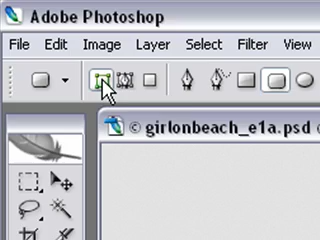 Adobe Photoshop
File Edit Image Layer Select Filter View
© girlonbeach_e1a.psd